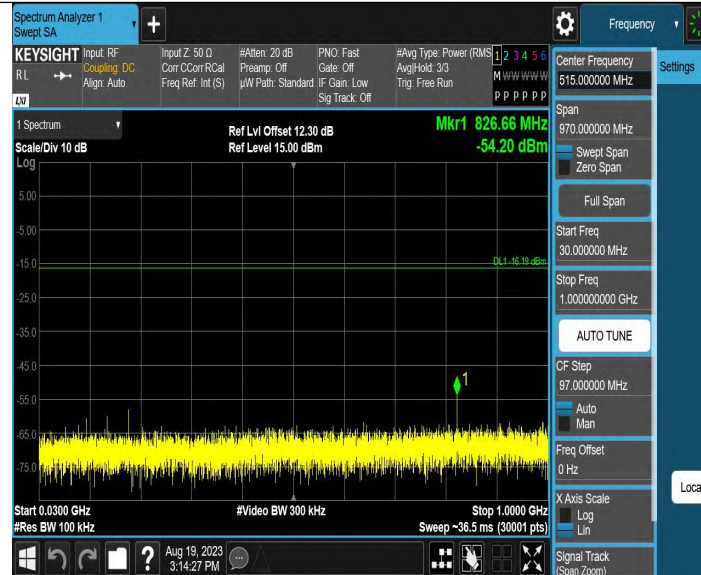 Spectrum Analyzer 1
Swept SA
+
Frequency
KEYSIGHT
RL
LXI
Input: RF
Coupling: DC
Align: Auto
Input Z: 50 Ω
Corr CCorr RCal
Freq Ref: Int (S)
#Atten: 20 dB
Preamp: Off
µW Path: Standard
PNO: Fast
Gate: Off
IF Gain: Low
Sig Track: Off
#Avg Type: Power (RMS
Avg|Hold: 3/3
Trig: Free Run
1 2 3 4 5 6
M W W W W W
P P P P P P
1 Spectrum
Scale/Div 10 dB
Ref Lvl Offset 12.30 dB
Ref Level 15.00 dBm
Mkr1 826.66 MHz
-54.20 dBm
Log
5.00
-5.00
-15.0
DL1 -16.19 dBm
-25.0
-35.0
-45.0
1
-55.0
-65.0
-75.0
Start 0.0300 GHz
#Res BW 100 kHz
#Video BW 300 kHz
Stop 1.0000 GHz
Sweep ~36.5 ms (30001 pts)
?
Aug 19, 2023
3:14:27 PM
Center Frequency
515.000000 MHz
Span
970.000000 MHz
Swept Span
Zero Span
Full Span
Start Freq
30.000000 MHz
Stop Freq
1.000000000 GHz
AUTO TUNE
CF Step
97.000000 MHz
Auto
Man
Freq Offset
0 Hz
X Axis Scale
Log
Lin
Signal Track
(Span Zoom)
Settings
Loca